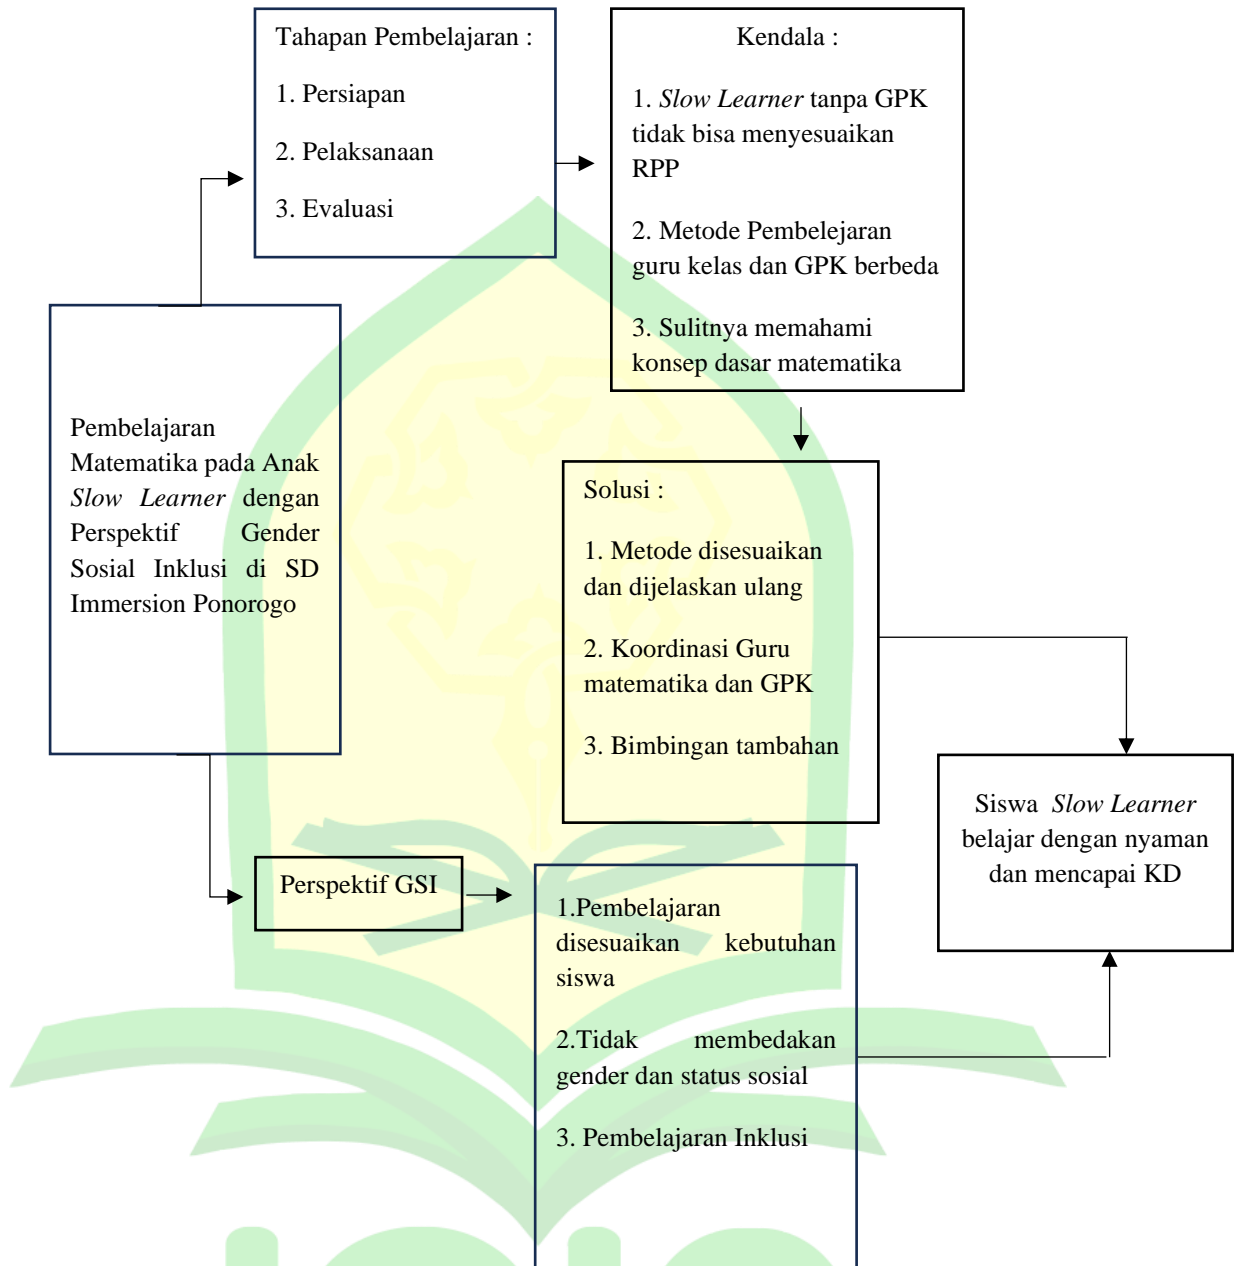 Tahapan Pembelajaran :
1. Persiapan
2. Pelaksanaan
3. Evaluasi
Kendala :
1. Slow Learner tanpa GPK
tidak bisa menyesuaikan
RPP
2. Metode Pembelejaran
guru kelas dan GPK berbeda
3. Sulitnya memahami
konsep dasar matematika
Pembelajaran
Matematika pada Anak
Slow Learner dengan
Perspektif Gender
Sosial Inklusi di SD
Immersion Ponorogo
Solusi :
1. Metode disesuaikan
dan dijelaskan ulang
2. Koordinasi Guru
matematika dan GPK
3. Bimbingan tambahan
Siswa Slow Learner
belajar dengan nyaman
dan mencapai KD
Perspektif GSI
1.Pembelajaran
disesuaikan kebutuhan
siswa
2.Tidak membedakan
gender dan status sosial
3. Pembelajaran Inklusi